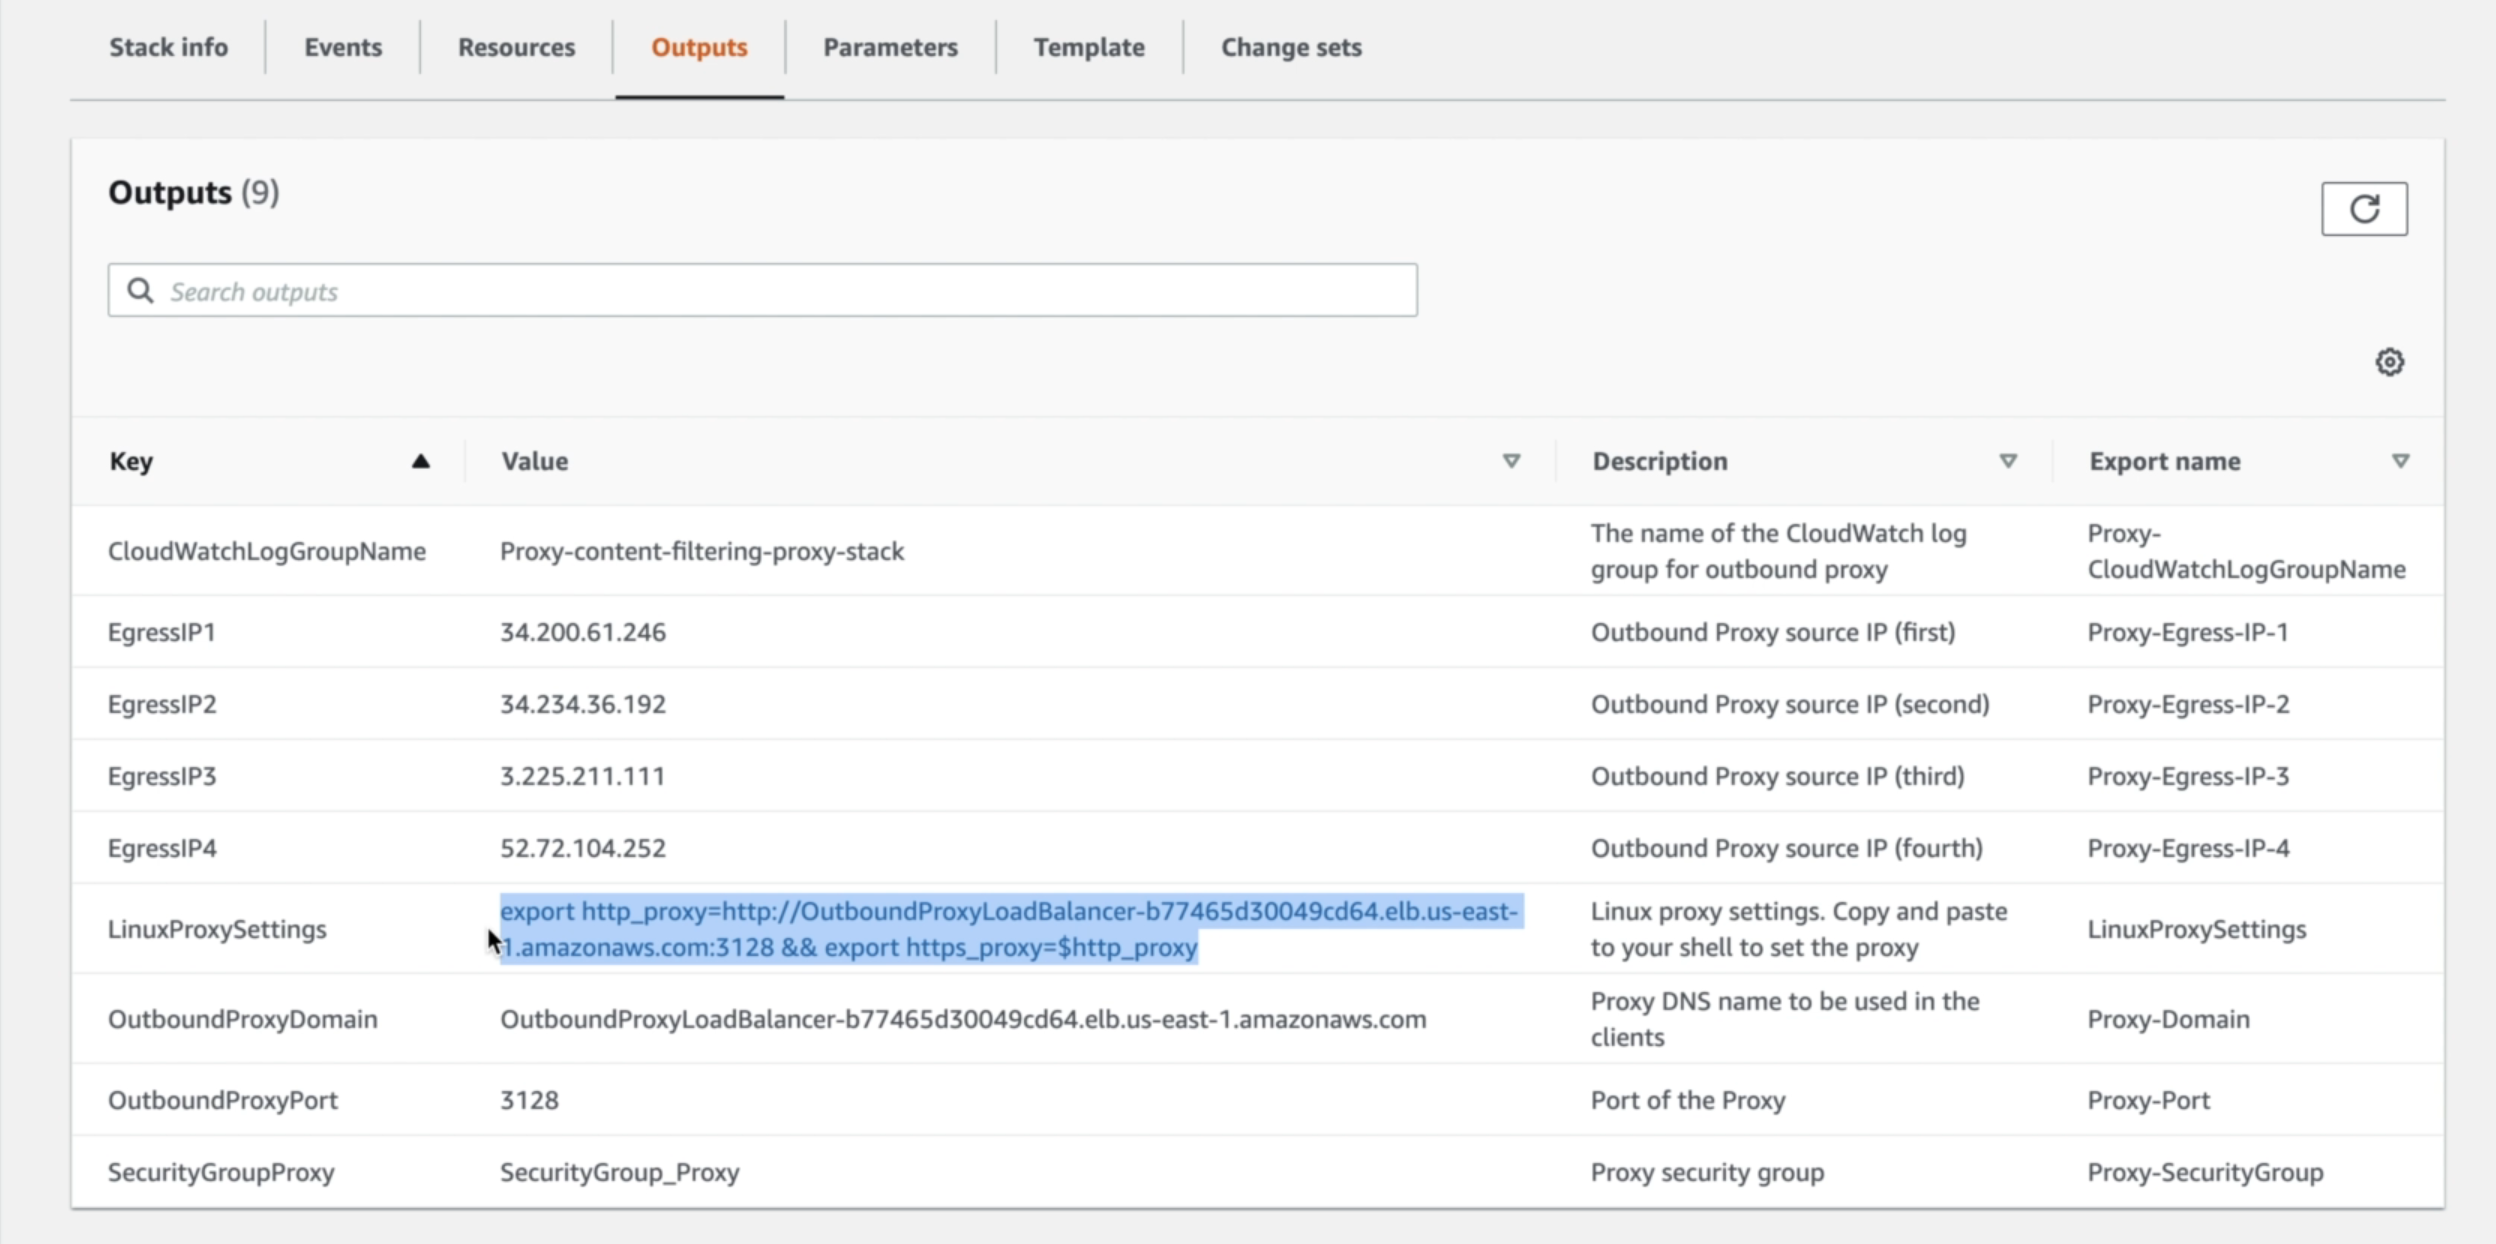 Stack info Events Resources Outputs Parameters Template Change sets
Outputs (9)
Search outputs
Key Value Description Export name
CloudWatchLogGroupName Proxy-content-filtering-proxy-stack The name of the CloudWatch log group for outbound proxy Proxy-CloudWatchLogGroupName
EgressIP1 34.200.61.246 Outbound Proxy source IP (first) Proxy-Egress-IP-1
EgressIP2 34.234.36.192 Outbound Proxy source IP (second) Proxy-Egress-IP-2
EgressIP3 3.225.211.111 Outbound Proxy source IP (third) Proxy-Egress-IP-3
EgressIP4 52.72.104.252 Outbound Proxy source IP (fourth) Proxy-Egress-IP-4
LinuxProxySettings export http_proxy=http://OutboundProxyLoadBalancer-b77465d30049cd64.elb.us-east-1.amazonaws.com:3128 && export https_proxy=$http_proxy Linux proxy settings. Copy and paste to your shell to set the proxy LinuxProxySettings
OutboundProxyDomain OutboundProxyLoadBalancer-b77465d30049cd64.elb.us-east-1.amazonaws.com Proxy DNS name to be used in the clients Proxy-Domain
OutboundProxyPort 3128 Port of the Proxy Proxy-Port
SecurityGroupProxy SecurityGroup_Proxy Proxy security group Proxy-SecurityGroup